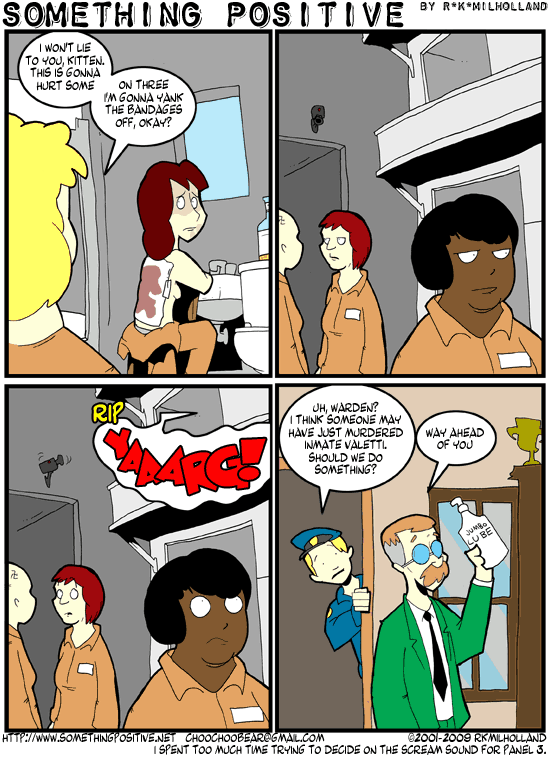 SOMETHING POSITIVE
BY R*K*MILHOLLAND
I WON'T LIE
TO YOU, KITTEN.
THIS IS GONNA
HURT SOME
ON THREE
I'M GONNA YANK
THE BANDAGES
OFF, OKAY?
RIP
YAAARG!
UH, WARDEN?
I THINK SOMEONE MAY
HAVE JUST MURDERED
INMATE VALETTI.
SHOULD WE DO
SOMETHING?
WAY AHEAD
OF YOU
JUMBO
LUBE
HTTP://WWW.SOMETHINGPOSITIVE.NET CHOOCHOOBEAR@GMAIL.COM ©2001-2009 RKMILHOLLAND
I SPENT TOO MUCH TIME TRYING TO DECIDE ON THE SCREAM SOUND FOR PANEL 3.